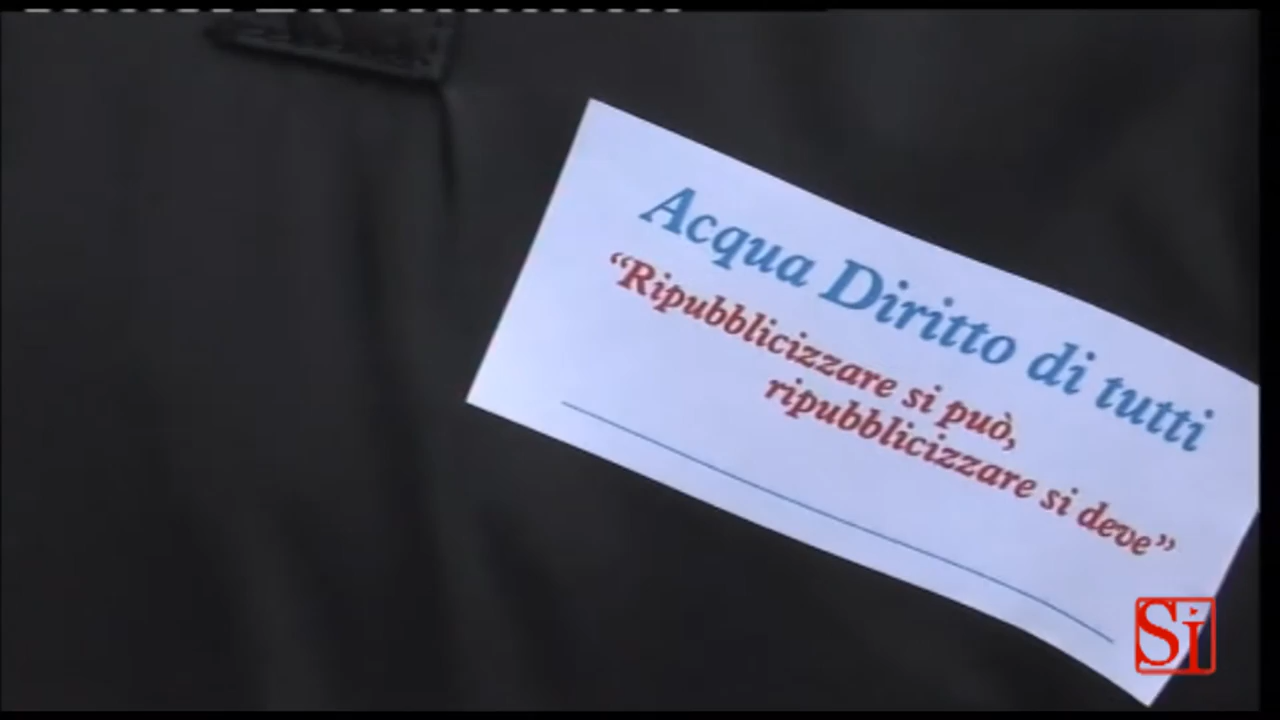 Acqua Diritto di tutti
“Ripubblicizzare si può,
ripubblicizzare si deve”
Si